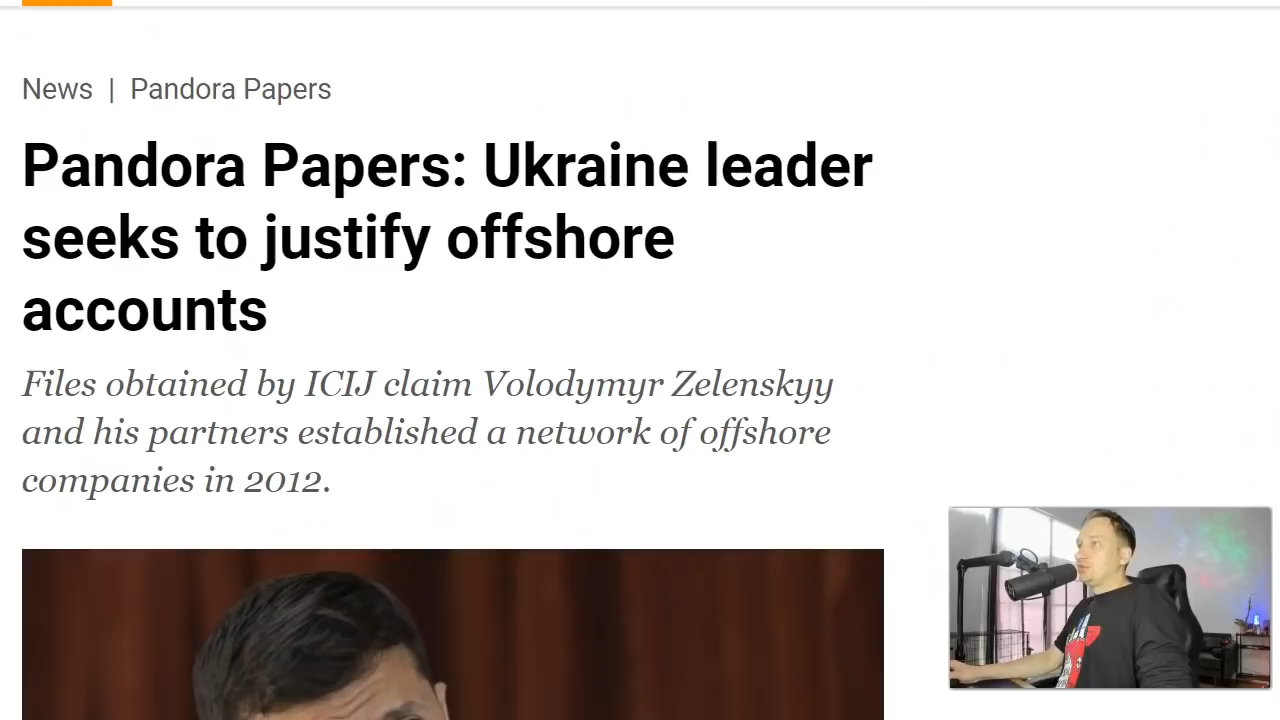 News | Pandora Papers
Pandora Papers: Ukraine leader
seeks to justify offshore
accounts
Files obtained by ICIJ claim Volodymyr Zelenskyy
and his partners established a network of offshore
companies in 2012.